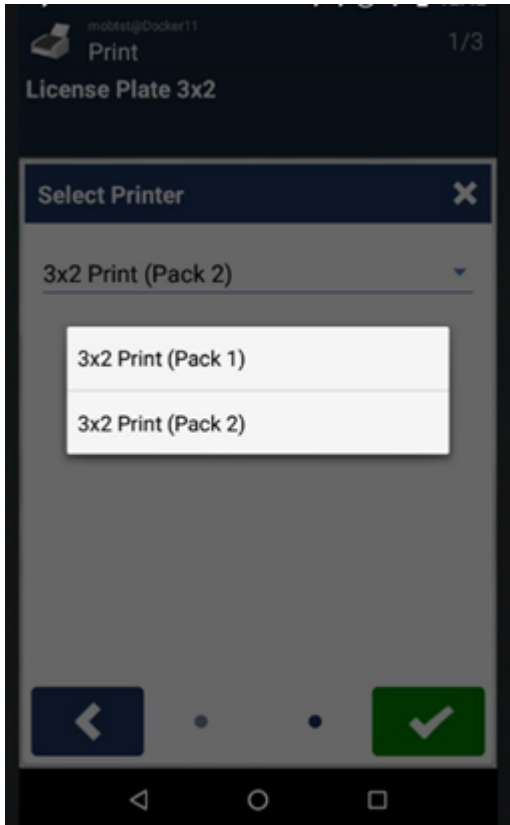 mobtst@Docker11
Print
1/3
License Plate 3x2
Select Printer
3x2 Print (Pack 2)
3x2 Print (Pack 1)
3x2 Print (Pack 2)